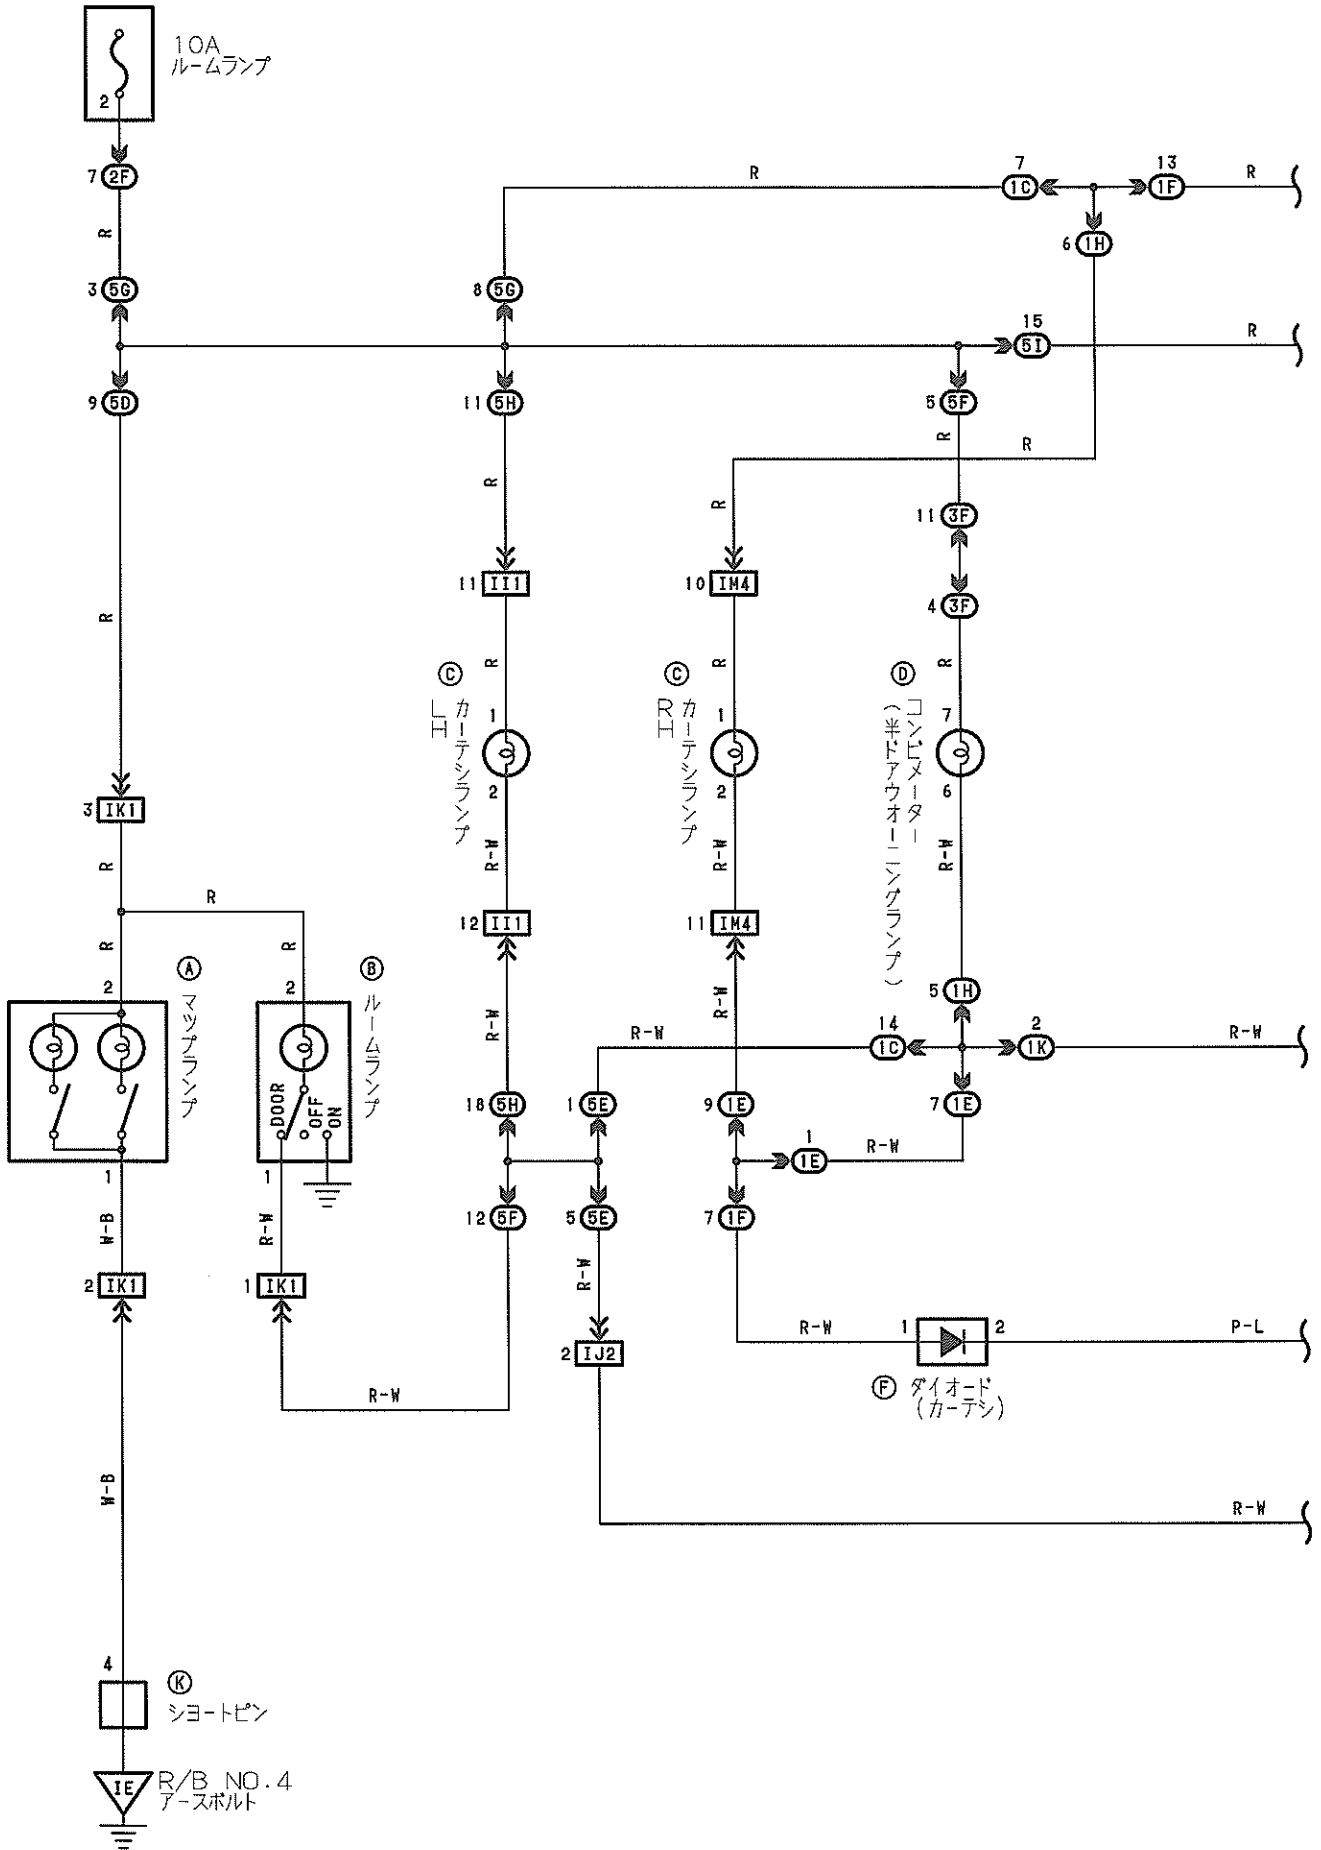 10A
ルームランプ
2
7 2F
R
3 5G
8 5G
R
7
1C
13
1F
R
6 1H
15
5I
R
9 5D
11 5H
5 5F
R
R
R
R
11 3F
11 II1
10 IM4
4 3F
R
R
R
R
C
カーテシランプ
LH
C
カーテシランプ
RH
D
コンビメーター
(半ドアウオーニングランプ)
1
2
1
2
7
6
3 IK1
R
R
R-W
R-W
R-W
12 II1
11 IM4
R
R
2
A
マップランプ
2
B
ルームランプ
DOOR
OFF
ON
5 1H
R-W
R-W
R-W
14
1C
2
1K
R-W
18 5H
1 5E
9 1E
7 1E
1
1E
R-W
1
1
12 5F
5 5E
7 1F
W-B
R-W
R-W
2 IK1
1 IK1
2 IJ2
R-W
1
2
P-L
F
ダイオード
(カーテシ)
R-W
W-B
R-W
4
K
ショートピン
IE
R/B NO.4
アースボルト